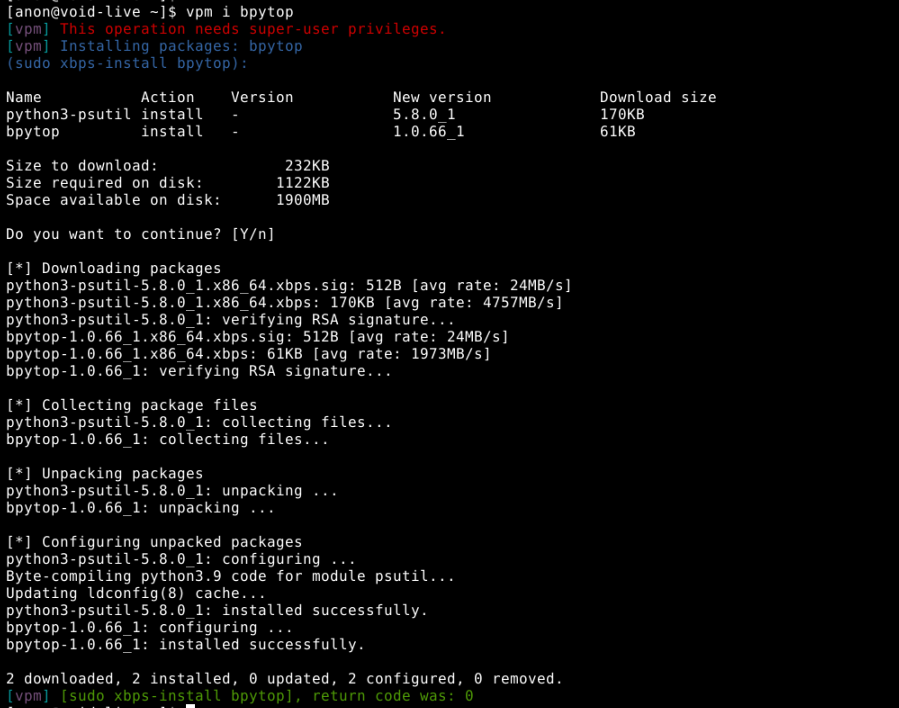 [anon@void-live ~]$ vpm i bpytop
[vpm] This operation needs super-user privileges.
[vpm] Installing packages: bpytop
(sudo xbps-install bpytop):

Name           Action    Version           New version            Download size
python3-psutil install   -                 5.8.0_1                170KB
bpytop         install   -                 1.0.66_1               61KB

Size to download:              232KB
Size required on disk:        1122KB
Space available on disk:      1900MB

Do you want to continue? [Y/n]

[*] Downloading packages
python3-psutil-5.8.0_1.x86_64.xbps.sig: 512B [avg rate: 24MB/s]
python3-psutil-5.8.0_1.x86_64.xbps: 170KB [avg rate: 4757MB/s]
python3-psutil-5.8.0_1: verifying RSA signature...
bpytop-1.0.66_1.x86_64.xbps.sig: 512B [avg rate: 24MB/s]
bpytop-1.0.66_1.x86_64.xbps: 61KB [avg rate: 1973MB/s]
bpytop-1.0.66_1: verifying RSA signature...

[*] Collecting package files
python3-psutil-5.8.0_1: collecting files...
bpytop-1.0.66_1: collecting files...

[*] Unpacking packages
python3-psutil-5.8.0_1: unpacking ...
bpytop-1.0.66_1: unpacking ...

[*] Configuring unpacked packages
python3-psutil-5.8.0_1: configuring ...
Byte-compiling python3.9 code for module psutil...
Updating ldconfig(8) cache...
python3-psutil-5.8.0_1: installed successfully.
bpytop-1.0.66_1: configuring ...
bpytop-1.0.66_1: installed successfully.

2 downloaded, 2 installed, 0 updated, 2 configured, 0 removed.
[vpm] [sudo xbps-install bpytop], return code was: 0